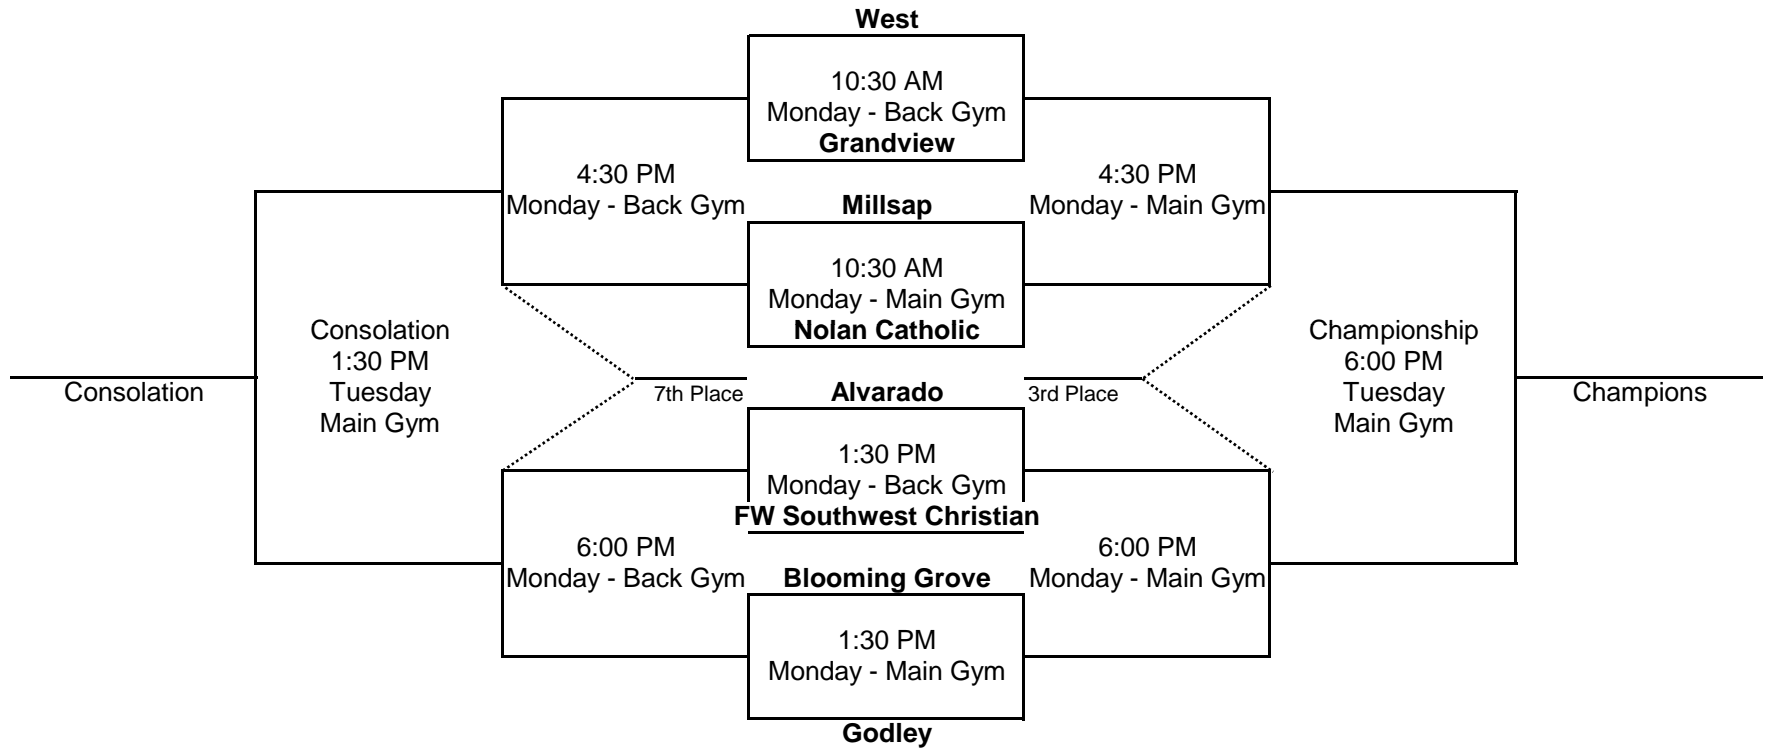 West
10:30 AM
Monday - Back Gym
Grandview
4:30 PM
Monday - Back Gym
4:30 PM
Monday - Main Gym
Millsap
10:30 AM
Monday - Main Gym
Nolan Catholic
Consolation
1:30 PM
Tuesday
Main Gym
Championship
6:00 PM
Tuesday
Main Gym
Consolation
7th Place
Alvarado
3rd Place
Champions
1:30 PM
Monday - Back Gym
FW Southwest Christian
6:00 PM
Monday - Back Gym
6:00 PM
Monday - Main Gym
Blooming Grove
1:30 PM
Monday - Main Gym
Godley